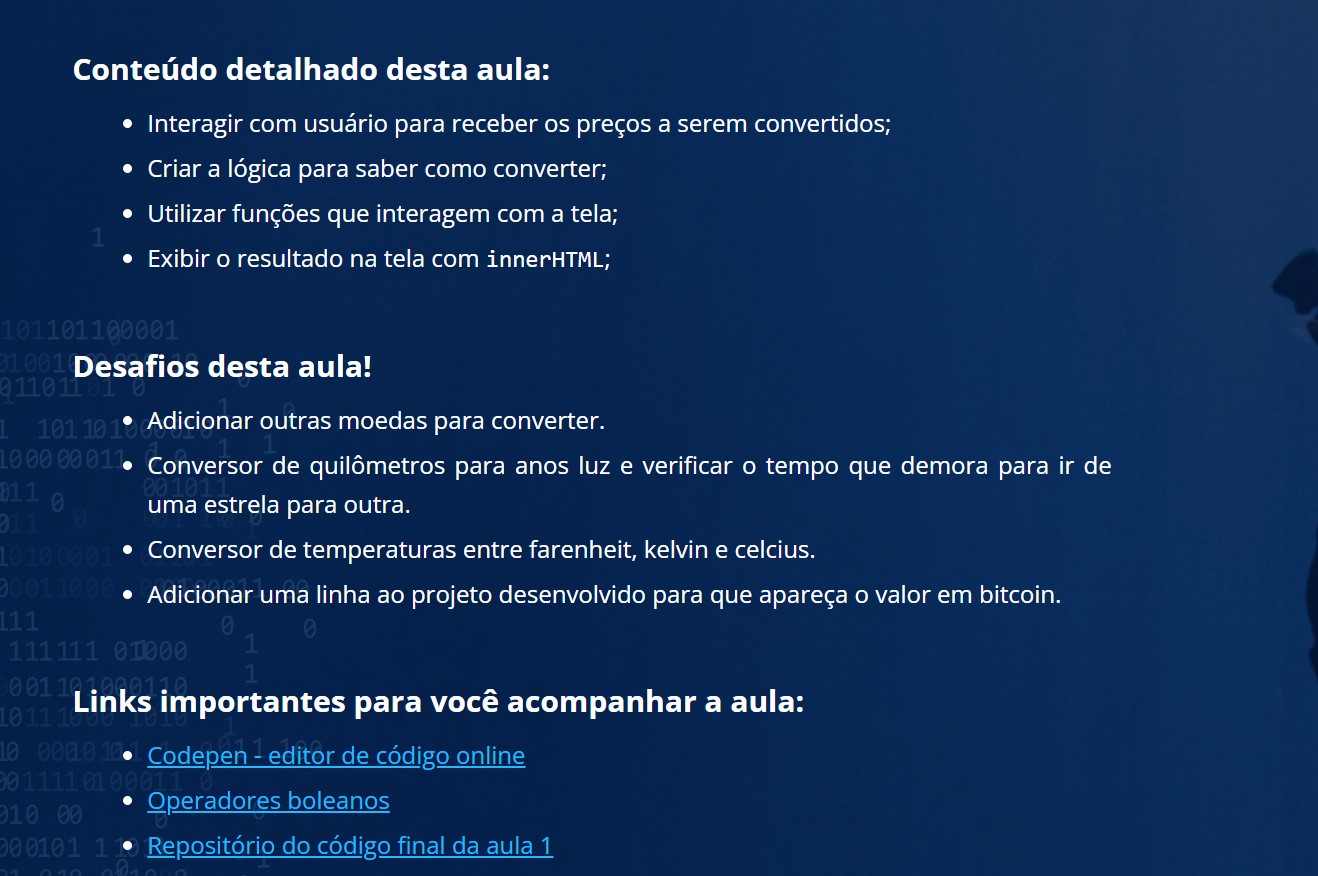 Conteúdo detalhado desta aula:
Interagir com usuário para receber os preços a serem convertidos;
Criar a lógica para saber como converter;
Utilizar funções que interagem com a tela;
Exibir o resultado na tela com innerHTML;
Desafios desta aula!
Adicionar outras moedas para converter.
Conversor de quilômetros para anos luz e verificar o tempo que demora para ir de
uma estrela para outra.
Conversor de temperaturas entre farenheit, kelvin e celcius.
Adicionar uma linha ao projeto desenvolvido para que apareça o valor em bitcoin.
Links importantes para você acompanhar a aula:
Codepen - editor de código online
Operadores boleanos
Repositório do código final da aula 1